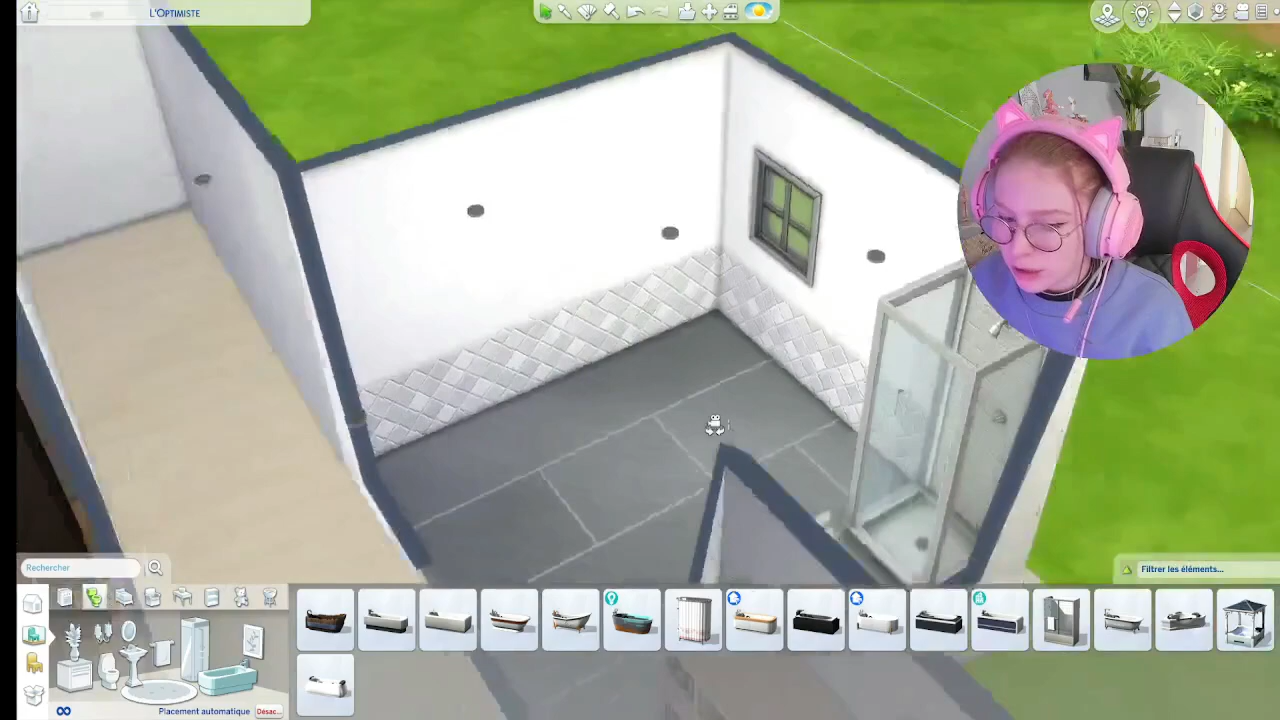 L'Optimiste
Rechercher
Filtrer les éléments...
Placement automatique Désac...